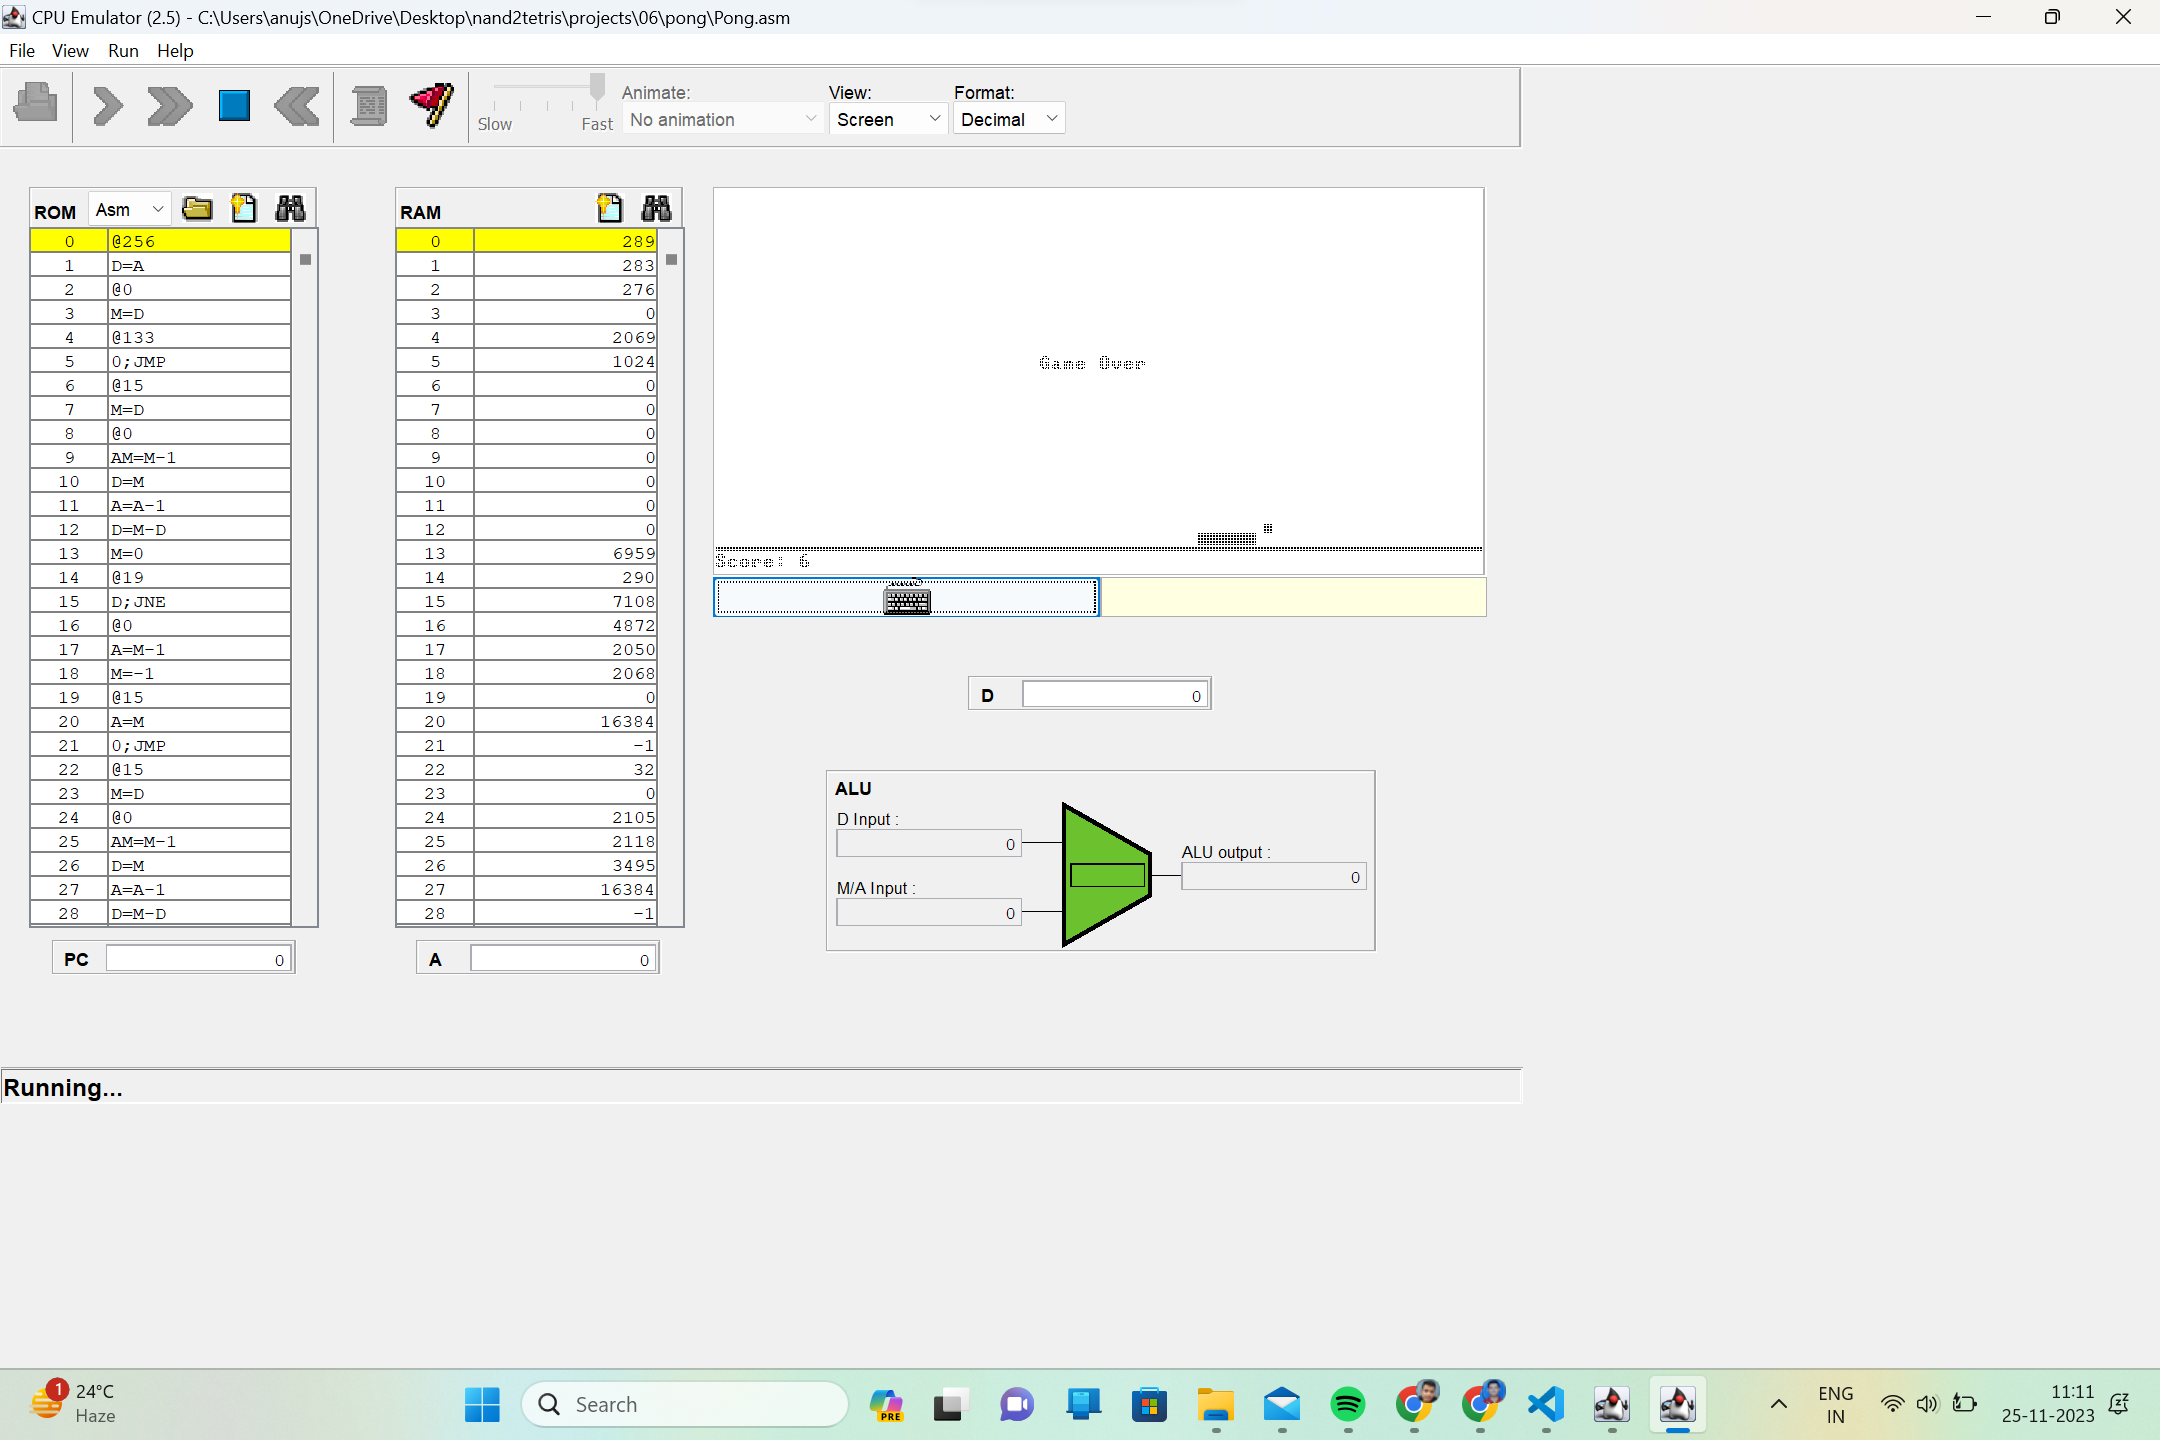 CPU Emulator (2.5) - C:\Users\anujs\OneDrive\Desktop\nand2tetris\projects\06\pong\Pong.asm
File View Run Help
Slow Fast
Animate:
No animation
View:
Screen
Format:
Decimal
ROM Asm
0 @256
1 D=A
2 @0
3 M=D
4 @133
5 0;JMP
6 @15
7 M=D
8 @0
9 AM=M-1
10 D=M
11 A=A-1
12 D=M-D
13 M=0
14 @19
15 D;JNE
16 @0
17 A=M-1
18 M=-1
19 @15
20 A=M
21 0;JMP
22 @15
23 M=D
24 @0
25 AM=M-1
26 D=M
27 A=A-1
28 D=M-D
PC 0
RAM
0 289
1 283
2 276
3 0
4 2069
5 1024
6 0
7 0
8 0
9 0
10 0
11 0
12 0
13 6959
14 290
15 7108
16 4872
17 2050
18 2068
19 0
20 16384
21 -1
22 32
23 0
24 2105
25 2118
26 3495
27 16384
28 -1
A 0
Game Over
Score: 6
D 0
ALU
D Input :
0
M/A Input :
0
ALU output :
0
Running...
1
24°C
Haze
Search
PRE
ENG
IN
11:11
25-11-2023